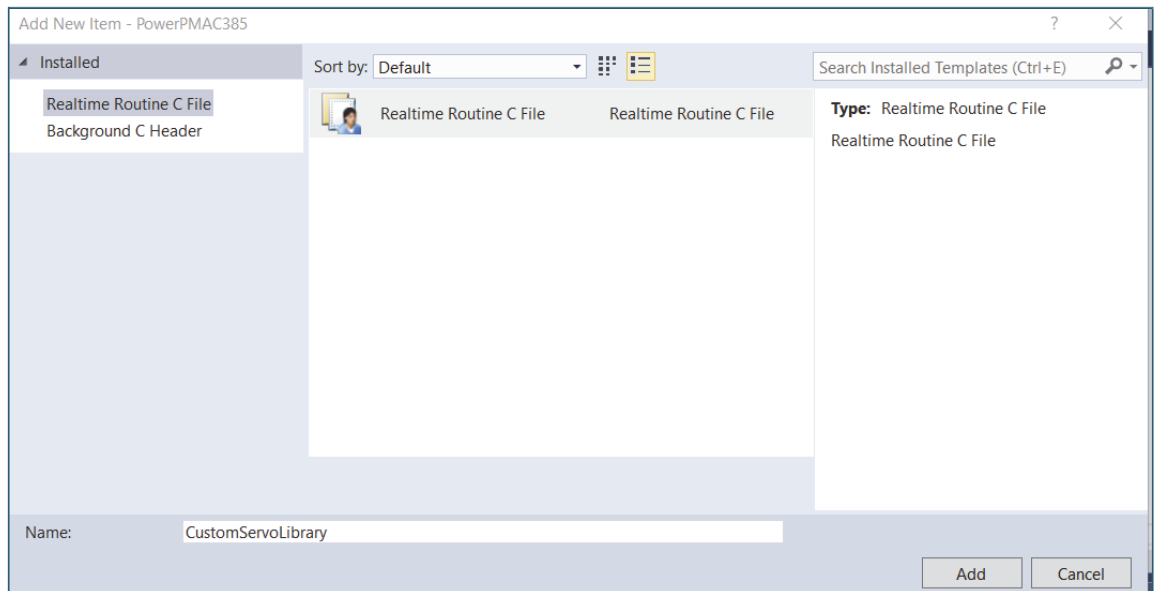 Add New Item - PowerPMAC385
?
Installed
Realtime Routine C File
Background C Header
Sort by: Default
Realtime Routine C File Realtime Routine C File
Search Installed Templates (Ctrl+E)
Type: Realtime Routine C File
Realtime Routine C File
Name: CustomServoLibrary
Add Cancel